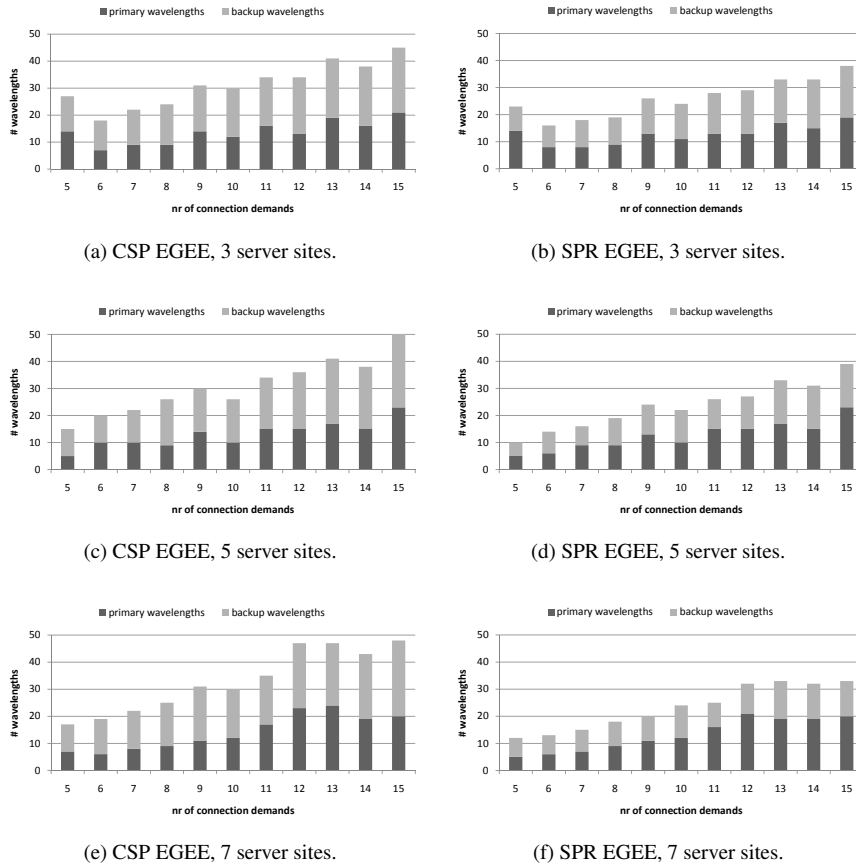 primary wavelengths backup wavelengths
50
40
30
20
10
0
# wavelengths
5 6 7 8 9 10 11 12 13 14 15
nr of connection demands
(a) CSP EGEE, 3 server sites.
primary wavelengths backup wavelengths
50
40
30
20
10
0
# wavelengths
5 6 7 8 9 10 11 12 13 14 15
nr of connection demands
(b) SPR EGEE, 3 server sites.
primary wavelengths backup wavelengths
50
40
30
20
10
0
# wavelengths
5 6 7 8 9 10 11 12 13 14 15
nr of connection demands
(c) CSP EGEE, 5 server sites.
primary wavelengths backup wavelengths
50
40
30
20
10
0
# wavelengths
5 6 7 8 9 10 11 12 13 14 15
nr of connection demands
(d) SPR EGEE, 5 server sites.
primary wavelengths backup wavelengths
50
40
30
20
10
0
# wavelengths
5 6 7 8 9 10 11 12 13 14 15
nr of connection demands
(e) CSP EGEE, 7 server sites.
primary wavelengths backup wavelengths
50
40
30
20
10
0
# wavelengths
5 6 7 8 9 10 11 12 13 14 15
nr of connection demands
(f) SPR EGEE, 7 server sites.